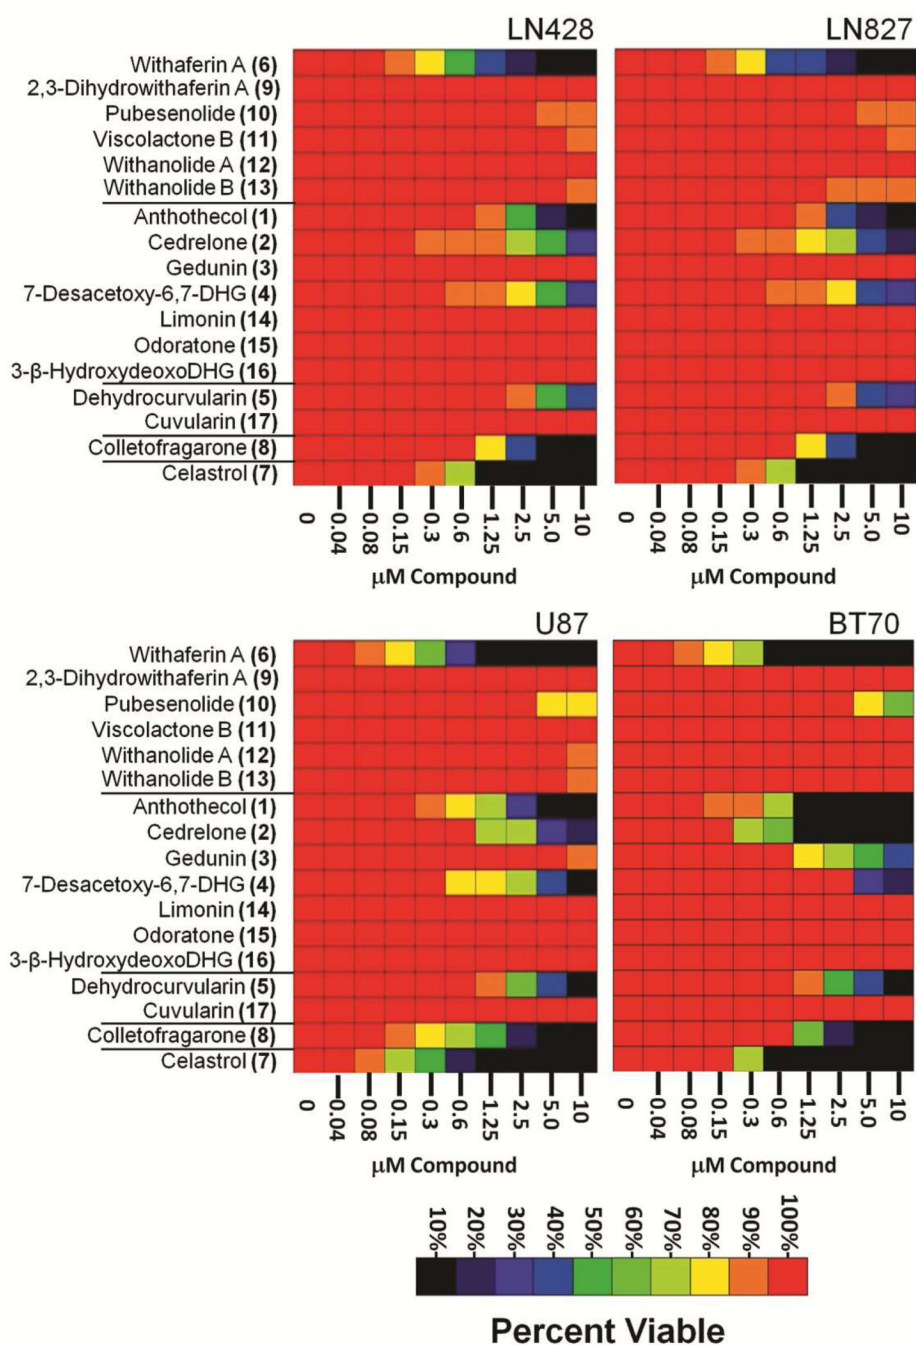 LN428
LN827
Withaferin A (6)
2,3-Dihydrowithaferin A (9)
Pubesenolide (10)
Viscolactone B (11)
Withanolide A (12)
Withanolide B (13)
Anthothecol (1)
Cedrelone (2)
Gedunin (3)
7-Desacetoxy-6,7-DHG (4)
Limonin (14)
Odoratone (15)
3-β-HydroxydeoxoDHG (16)
Dehydrocurvularin (5)
Cuvularin (17)
Colletofragarone (8)
Celastrol (7)
0
0.04
0.08
0.15
0.3
0.6
1.25
2.5
5.0
10
0
0.04
0.08
0.15
0.3
0.6
1.25
2.5
5.0
10
μM Compound
μM Compound
U87
BT70
Withaferin A (6)
2,3-Dihydrowithaferin A (9)
Pubesenolide (10)
Viscolactone B (11)
Withanolide A (12)
Withanolide B (13)
Anthothecol (1)
Cedrelone (2)
Gedunin (3)
7-Desacetoxy-6,7-DHG (4)
Limonin (14)
Odoratone (15)
3-β-HydroxydeoxoDHG (16)
Dehydrocurvularin (5)
Cuvularin (17)
Colletofragarone (8)
Celastrol (7)
0
0.04
0.08
0.15
0.3
0.6
1.25
2.5
5.0
10
0
0.04
0.08
0.15
0.3
0.6
1.25
2.5
5.0
10
μM Compound
μM Compound
10%
20%
30%
40%
50%
60%
70%
80%
90%
100%
Percent Viable